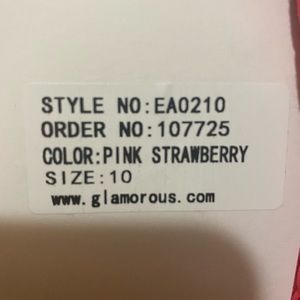 STYLE NO:EA0210
ORDER NO:107725
COLOR:PINK STRAWBERRY
SIZE:10
www.glamorous.com